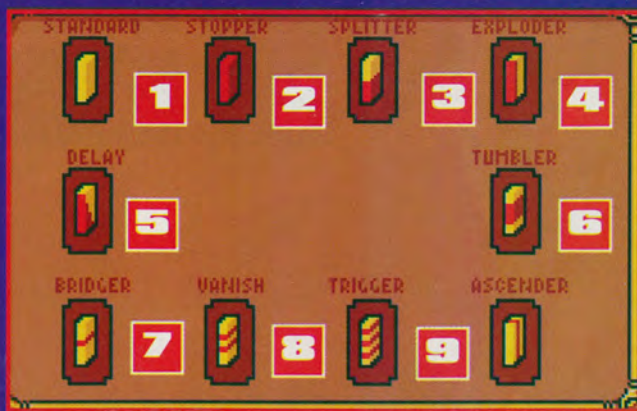 STANDARD STOPPER SPLITTER EXPLODER
1 2 3 4
DELAY TUMBLER
5 6
BRIDGER VANISH TRIGGER ASCENDER
7 8 9